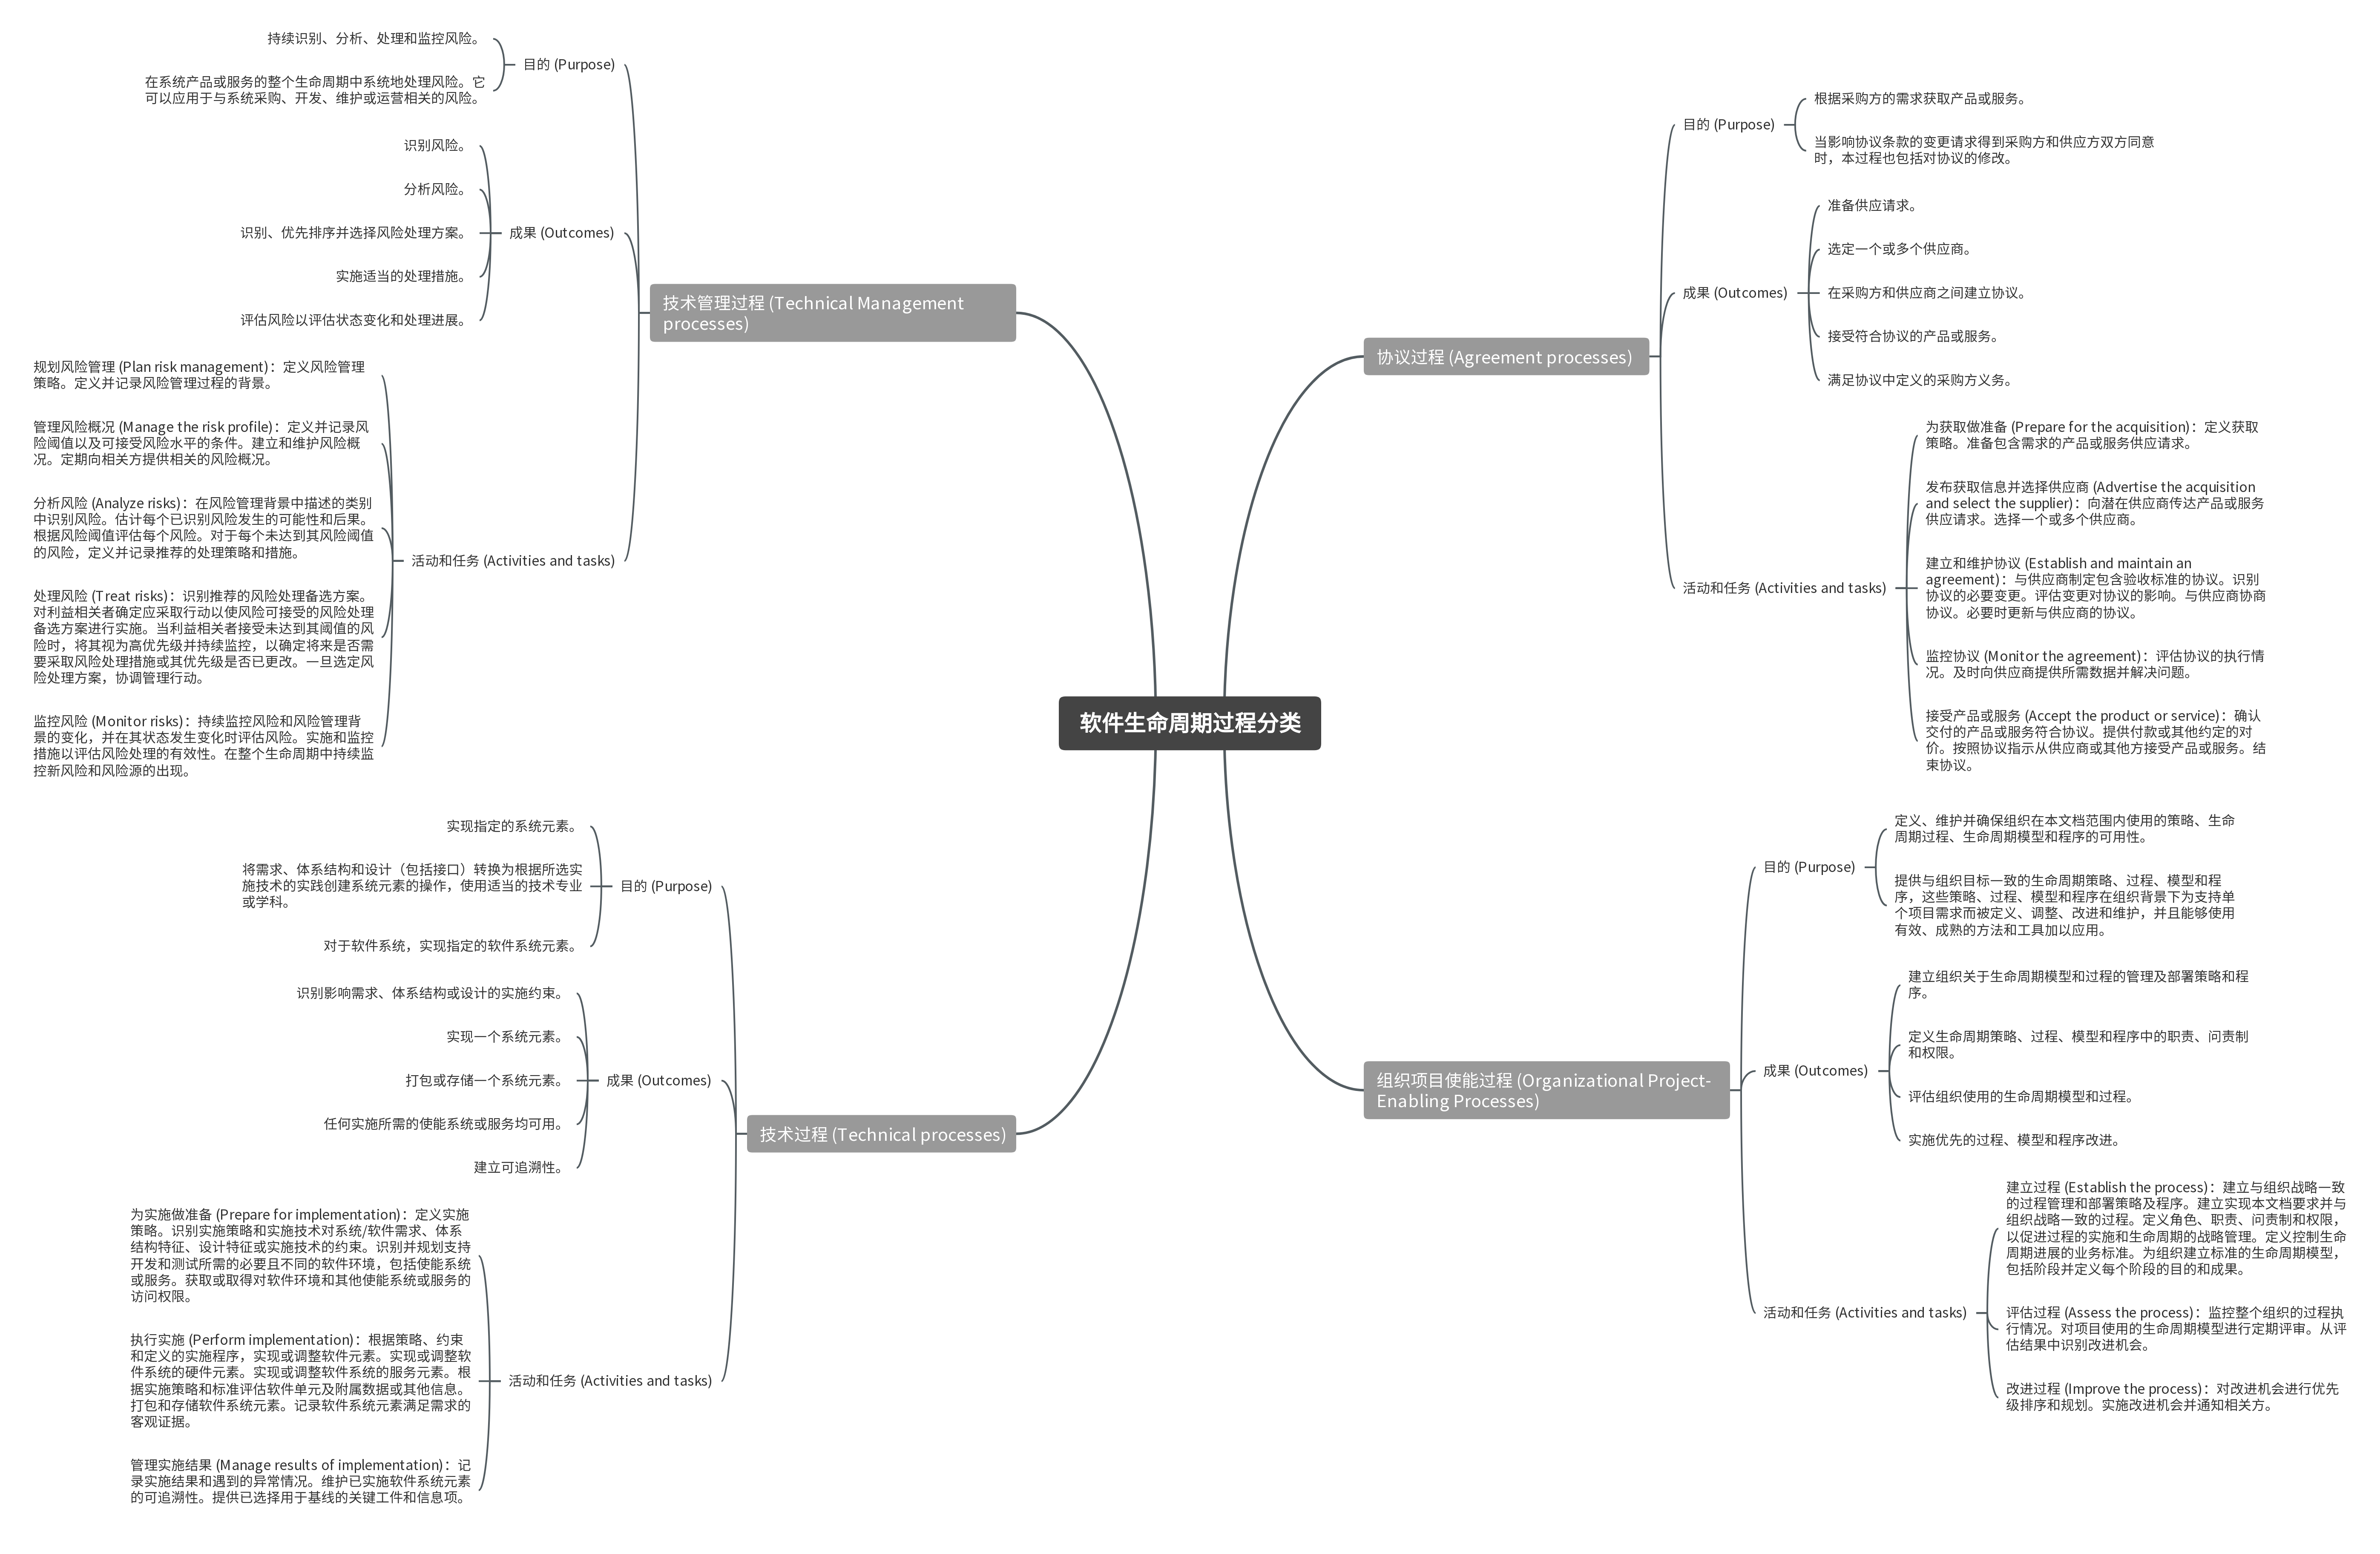 软件生命周期过程分类
协议过程 (Agreement processes)
目的 (Purpose)
根据采购方的需求获取产品或服务。
当影响协议条款的变更请求得到采购方和供应方双方同意
时，本过程也包括对协议的修改。
成果 (Outcomes)
准备供应请求。
选定一个或多个供应商。
在采购方和供应商之间建立协议。
接受符合协议的产品或服务。
满足协议中定义的采购方义务。
活动和任务 (Activities and tasks)
为获取做准备 (Prepare for the acquisition)：定义获取
策略。准备包含需求的产品或服务供应请求。
发布获取信息并选择供应商 (Advertise the acquisition
and select the supplier)：向潜在供应商传达产品或服务
供应请求。选择一个或多个供应商。
建立和维护协议 (Establish and maintain an
agreement)：与供应商制定包含验收标准的协议。识别
协议的必要变更。评估变更对协议的影响。与供应商协商
协议。必要时更新与供应商的协议。
监控协议 (Monitor the agreement)：评估协议的执行情
况。及时向供应商提供所需数据并解决问题。
接受产品或服务 (Accept the product or service)：确认
交付的产品或服务符合协议。提供付款或其他约定的对
价。按照协议指示从供应商或其他方接受产品或服务。结
束协议。
组织项目使能过程 (Organizational Project-
Enabling Processes)
目的 (Purpose)
定义、维护并确保组织在本文档范围内使用的策略、生命
周期过程、生命周期模型和程序的可用性。
提供与组织目标一致的生命周期策略、过程、模型和程
序，这些策略、过程、模型和程序在组织背景下为支持单
个项目需求而被定义、调整、改进和维护，并且能够使用
有效、成熟的方法和工具加以应用。
成果 (Outcomes)
建立组织关于生命周期模型和过程的管理及部署策略和程
序。
定义生命周期策略、过程、模型和程序中的职责、问责制
和权限。
评估组织使用的生命周期模型和过程。
实施优先的过程、模型和程序改进。
活动和任务 (Activities and tasks)
建立过程 (Establish the process)：建立与组织战略一致
的过程管理和部署策略及程序。建立实现本文档要求并与
组织战略一致的过程。定义角色、职责、问责制和权限，
以促进过程的实施和生命周期的战略管理。定义控制生命
周期进展的业务标准。为组织建立标准的生命周期模型，
包括阶段并定义每个阶段的目的和成果。
评估过程 (Assess the process)：监控整个组织的过程执
行情况。对项目使用的生命周期模型进行定期评审。从评
估结果中识别改进机会。
改进过程 (Improve the process)：对改进机会进行优先
级排序和规划。实施改进机会并通知相关方。
技术管理过程 (Technical Management
processes)
目的 (Purpose)
持续识别、分析、处理和监控风险。
在系统产品或服务的整个生命周期中系统地处理风险。它
可以应用于与系统采购、开发、维护或运营相关的风险。
成果 (Outcomes)
识别风险。
分析风险。
识别、优先排序并选择风险处理方案。
实施适当的处理措施。
评估风险以评估状态变化和处理进展。
活动和任务 (Activities and tasks)
规划风险管理 (Plan risk management)：定义风险管理
策略。定义并记录风险管理过程的背景。
管理风险概况 (Manage the risk profile)：定义并记录风
险阈值以及可接受风险水平的条件。建立和维护风险概
况。定期向相关方提供相关的风险概况。
分析风险 (Analyze risks)：在风险管理背景中描述的类别
中识别风险。估计每个已识别风险发生的可能性和后果。
根据风险阈值评估每个风险。对于每个未达到其风险阈值
的风险，定义并记录推荐的处理策略和措施。
处理风险 (Treat risks)：识别推荐的风险处理备选方案。
对利益相关者确定应采取行动以使风险可接受的风险处理
备选方案进行实施。当利益相关者接受未达到其阈值的风
险时，将其视为高优先级并持续监控，以确定将来是否需
要采取风险处理措施或其优先级是否已更改。一旦选定风
险处理方案，协调管理行动。
监控风险 (Monitor risks)：持续监控风险和风险管理背
景的变化，并在其状态发生变化时评估风险。实施和监控
措施以评估风险处理的有效性。在整个生命周期中持续监
控新风险和风险源的出现。
技术过程 (Technical processes)
目的 (Purpose)
实现指定的系统元素。
将需求、体系结构和设计（包括接口）转换为根据所选实
施技术的实践创建系统元素的操作，使用适当的技术专业
或学科。
对于软件系统，实现指定的软件系统元素。
成果 (Outcomes)
识别影响需求、体系结构或设计的实施约束。
实现一个系统元素。
打包或存储一个系统元素。
任何实施所需的使能系统或服务均可用。
建立可追溯性。
活动和任务 (Activities and tasks)
为实施做准备 (Prepare for implementation)：定义实施
策略。识别实施策略和实施技术对系统/软件需求、体系
结构特征、设计特征或实施技术的约束。识别并规划支持
开发和测试所需的必要且不同的软件环境，包括使能系统
或服务。获取或取得对软件环境和其他使能系统或服务的
访问权限。
执行实施 (Perform implementation)：根据策略、约束
和定义的实施程序，实现或调整软件元素。实现或调整软
件系统的硬件元素。实现或调整软件系统的服务元素。根
据实施策略和标准评估软件单元及附属数据或其他信息。
打包和存储软件系统元素。记录软件系统元素满足需求的
客观证据。
管理实施结果 (Manage results of implementation)：记
录实施结果和遇到的异常情况。维护已实施软件系统元素
的可追溯性。提供已选择用于基线的关键工件和信息项。